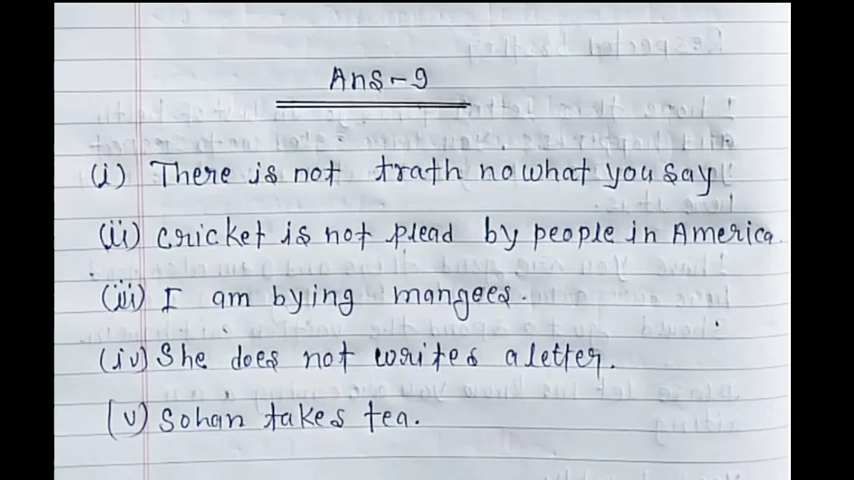 Ans-9
(i) There is not trath no what you say
(ii) cricket is not plead by people in America.
(iii) I am bying mangoes.
(iv) She does not writes a letter.
(v) Sohan takes tea.